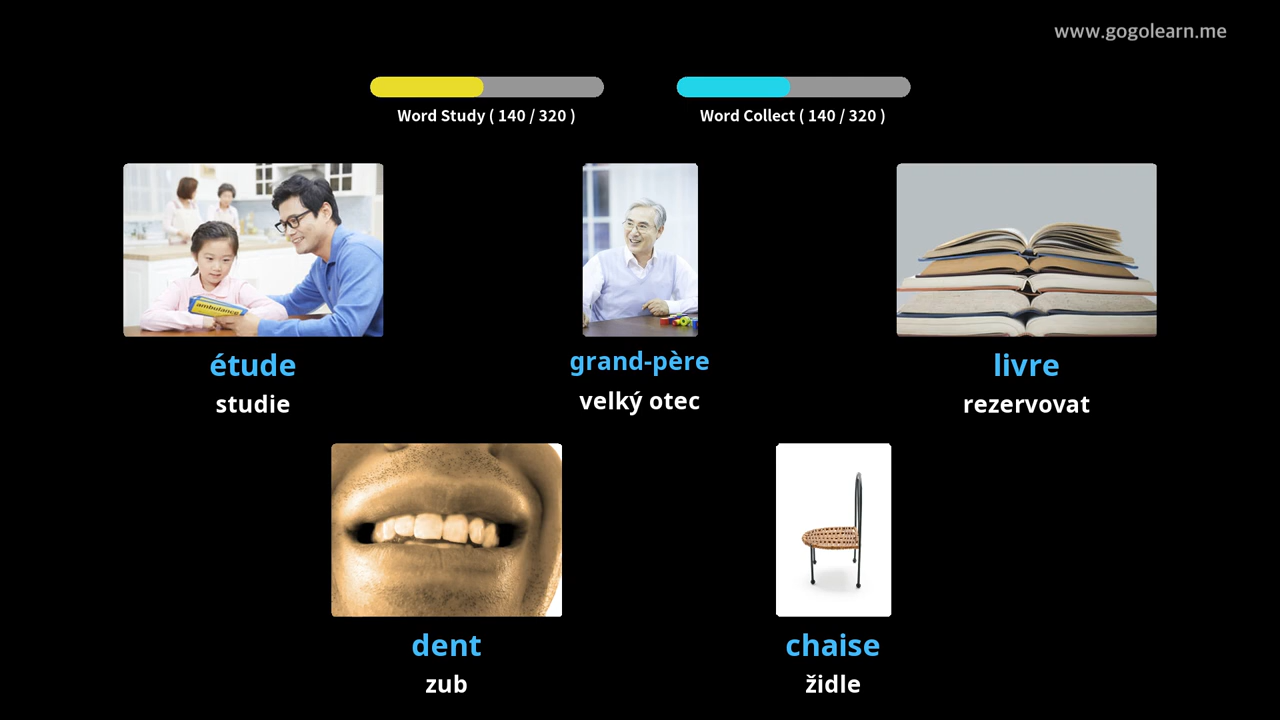 www.gogolearn.me
Word Study ( 140 / 320 )
Word Collect ( 140 / 320 )
ambulance
étude
studie
grand-père
velký otec
livre
rezervovat
dent
zub
chaise
židle